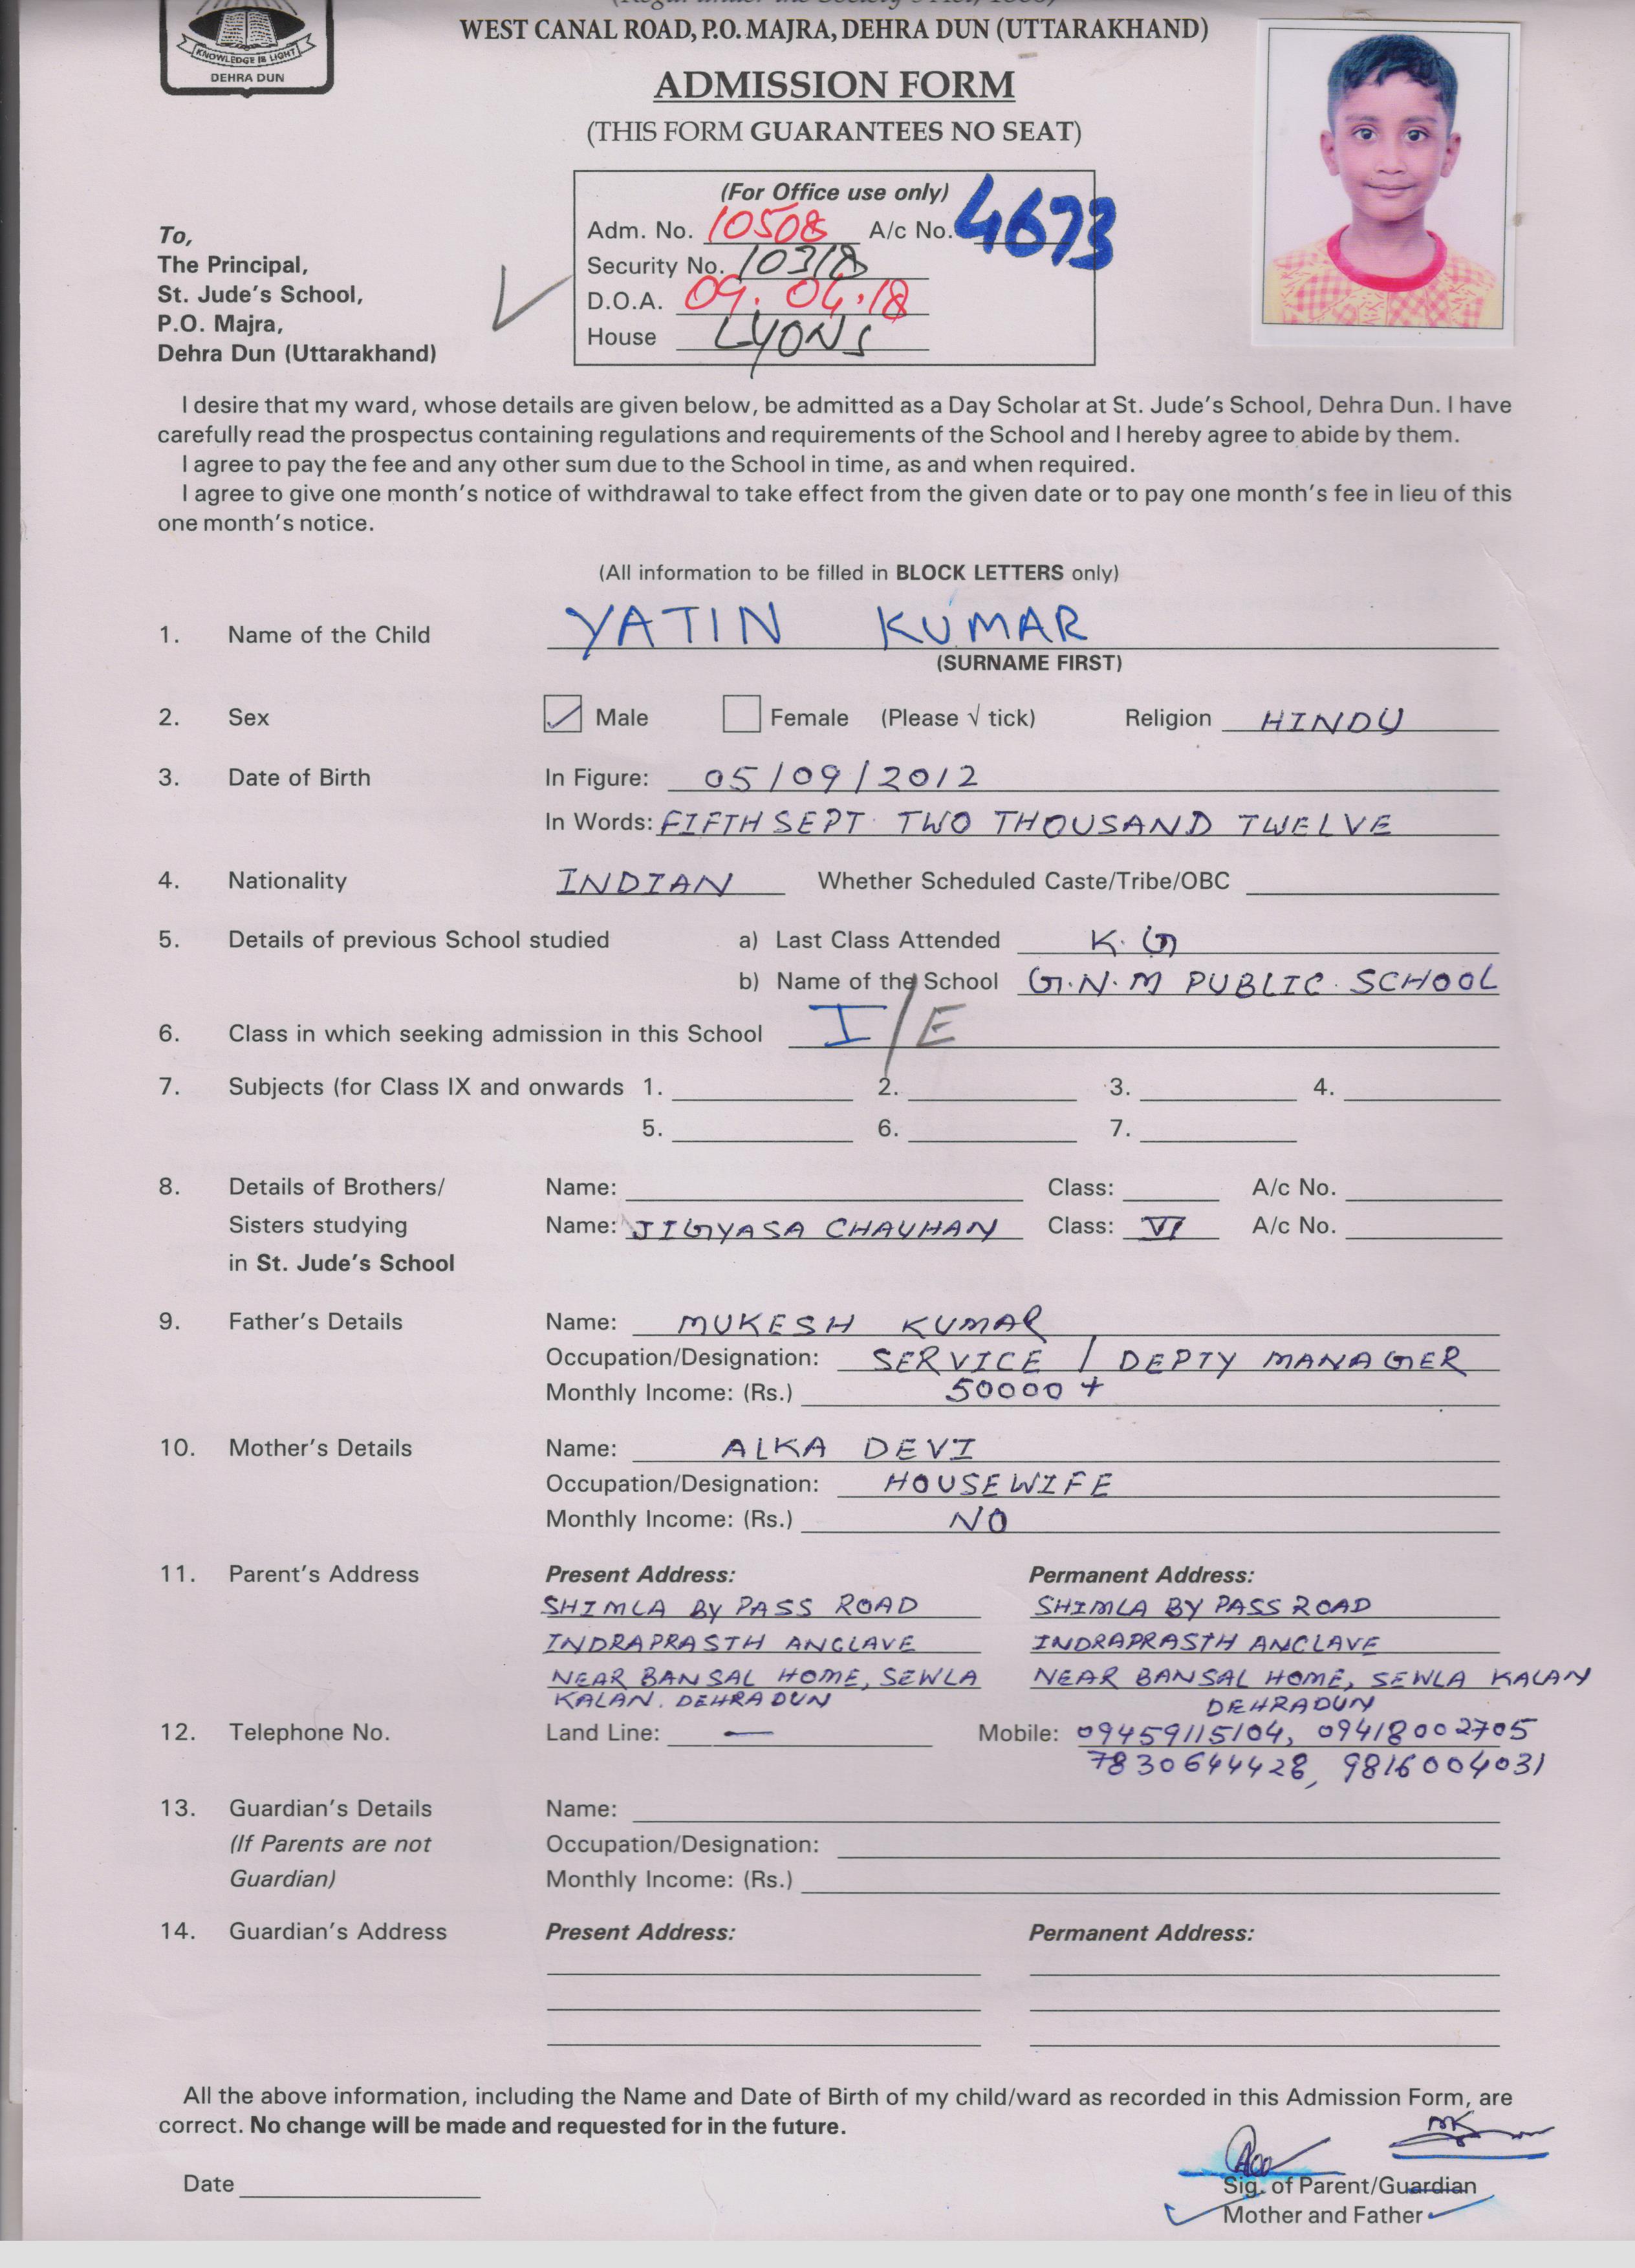 KNOWLEDGE IS LIGHT
DEHRA DUN
WEST CANAL ROAD, P.O. MAJRA, DEHRA DUN (UTTARAKHAND)
ADMISSION FORM
(THIS FORM GUARANTEES NO SEAT)
(For Office use only)
Adm. No. 10508 A/c No. 4673
Security No. 10318
D.O.A. 09.04.18
House LYONS
To,
The Principal,
St. Jude's School,
P.O. Majra,
Dehra Dun (Uttarakhand)
I desire that my ward, whose details are given below, be admitted as a Day Scholar at St. Jude's School, Dehra Dun. I have
carefully read the prospectus containing regulations and requirements of the School and I hereby agree to abide by them.
I agree to pay the fee and any other sum due to the School in time, as and when required.
I agree to give one month's notice of withdrawal to take effect from the given date or to pay one month's fee in lieu of this
one month's notice.
(All information to be filled in BLOCK LETTERS only)
1. Name of the Child YATIN KUMAR
(SURNAME FIRST)
2. Sex Male Female (Please √ tick) Religion HINDU
3. Date of Birth In Figure: 05/09/2012
In Words: FIFTH SEPT. TWO THOUSAND TWELVE
4. Nationality INDIAN Whether Scheduled Caste/Tribe/OBC
5. Details of previous School studied a) Last Class Attended K.G
b) Name of the School G.N.M PUBLIC SCHOOL
6. Class in which seeking admission in this School I/E
7. Subjects (for Class IX and onwards 1. 2. 3. 4.
5. 6. 7.
8. Details of Brothers/ Name: Class: A/c No.
Sisters studying Name: JIGYASA CHAUHAN Class: VI A/c No.
in St. Jude's School
9. Father's Details Name: MUKESH KUMAR
Occupation/Designation: SERVICE / DEPTY MANAGER
Monthly Income: (Rs.) 50000 +
10. Mother's Details Name: ALKA DEVI
Occupation/Designation: HOUSEWIFE
Monthly Income: (Rs.) NO
11. Parent's Address Present Address: Permanent Address:
SHIMLA BY PASS ROAD SHIMLA BY PASS ROAD
INDRAPRASTH ANCLAVE INDRAPRASTH ANCLAVE
NEAR BANSAL HOME, SEWLA NEAR BANSAL HOME, SEWLA KALAN
KALAN. DEHRADUN DEHRADUN
12. Telephone No. Land Line: — Mobile: 09459115104, 09418002705
7830644428, 9816004031
13. Guardian's Details Name:
(If Parents are not Occupation/Designation:
Guardian) Monthly Income: (Rs.)
14. Guardian's Address Present Address: Permanent Address:
All the above information, including the Name and Date of Birth of my child/ward as recorded in this Admission Form, are
correct. No change will be made and requested for in the future.
Date
Sig. of Parent/Guardian
Mother and Father